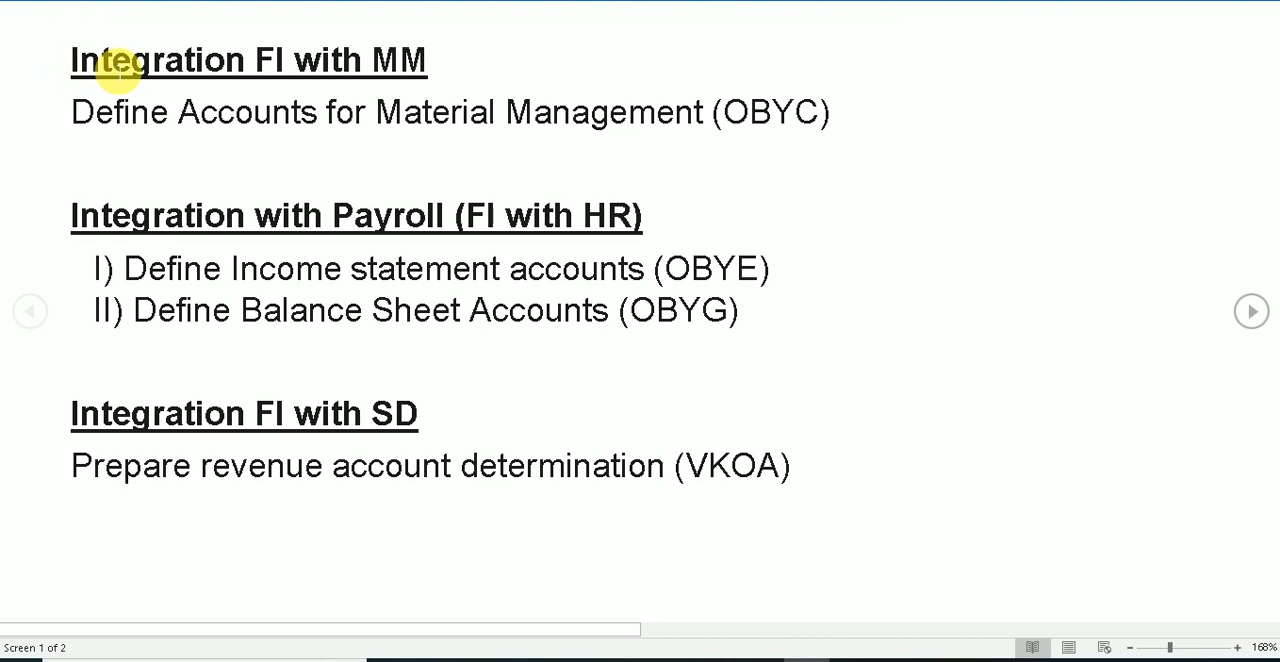 Integration FI with MM
Define Accounts for Material Management (OBYC)
Integration with Payroll (FI with HR)
I) Define Income statement accounts (OBYE)
II) Define Balance Sheet Accounts (OBYG)
Integration FI with SD
Prepare revenue account determination (VKOA)
Screen 1 of 2
168%